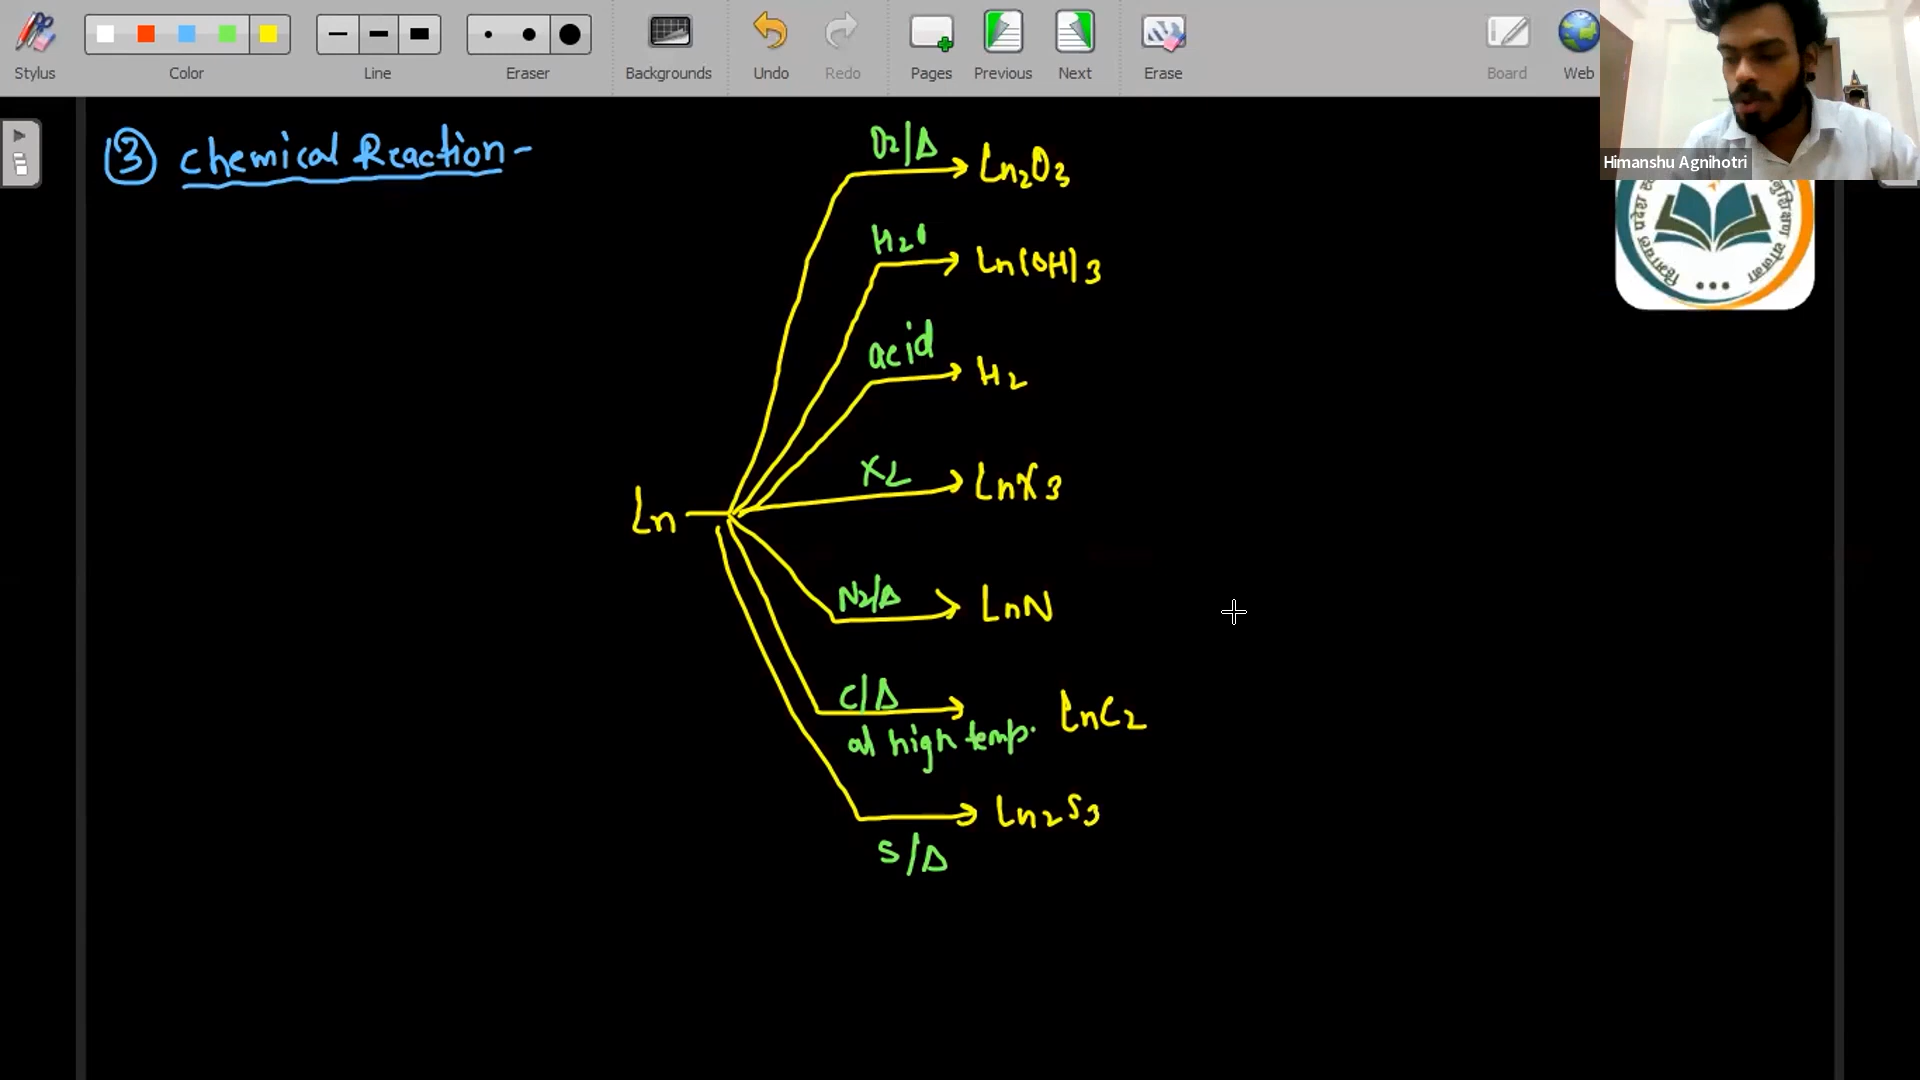 Stylus
Color
Line
Eraser
Backgrounds
Undo
Redo
Pages
Previous
Next
Erase
Board
Web
Himanshu Agnihotri
③ Chemical Reaction-
O2/Δ
Ln2O3
H2O
Ln(OH)3
acid
H2
Ln
X2
LnX3
N2/Δ
LnN
C/Δ
at high temp.
LnC2
Ln2S3
S/Δ